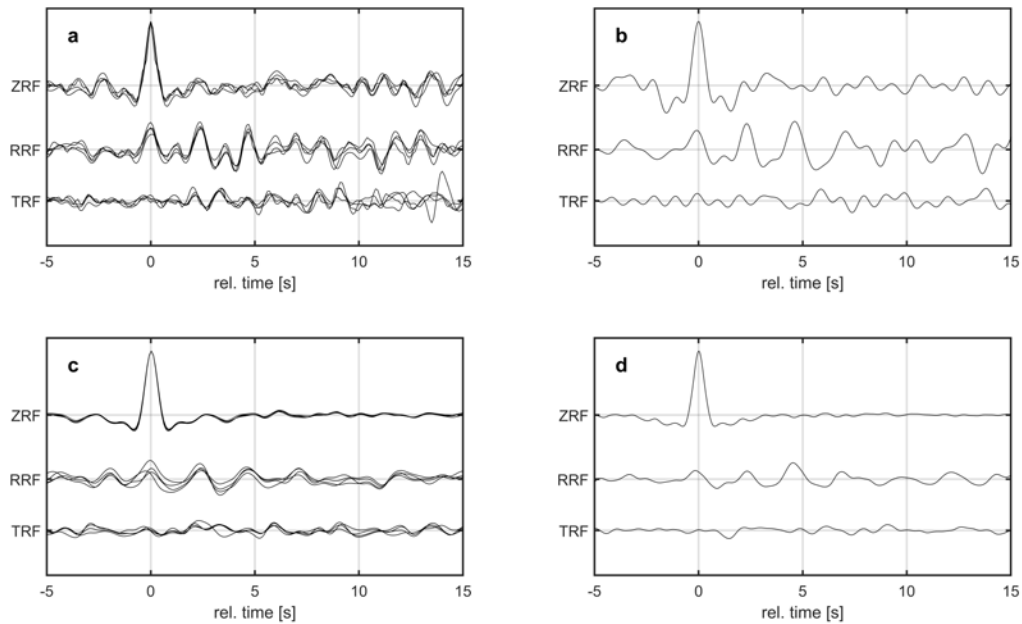 a
ZRF
RRF
TRF
-5 0 5 10 15
rel. time [s]
b
ZRF
RRF
TRF
-5 0 5 10 15
rel. time [s]
c
ZRF
RRF
TRF
-5 0 5 10 15
rel. time [s]
d
ZRF
RRF
TRF
-5 0 5 10 15
rel. time [s]